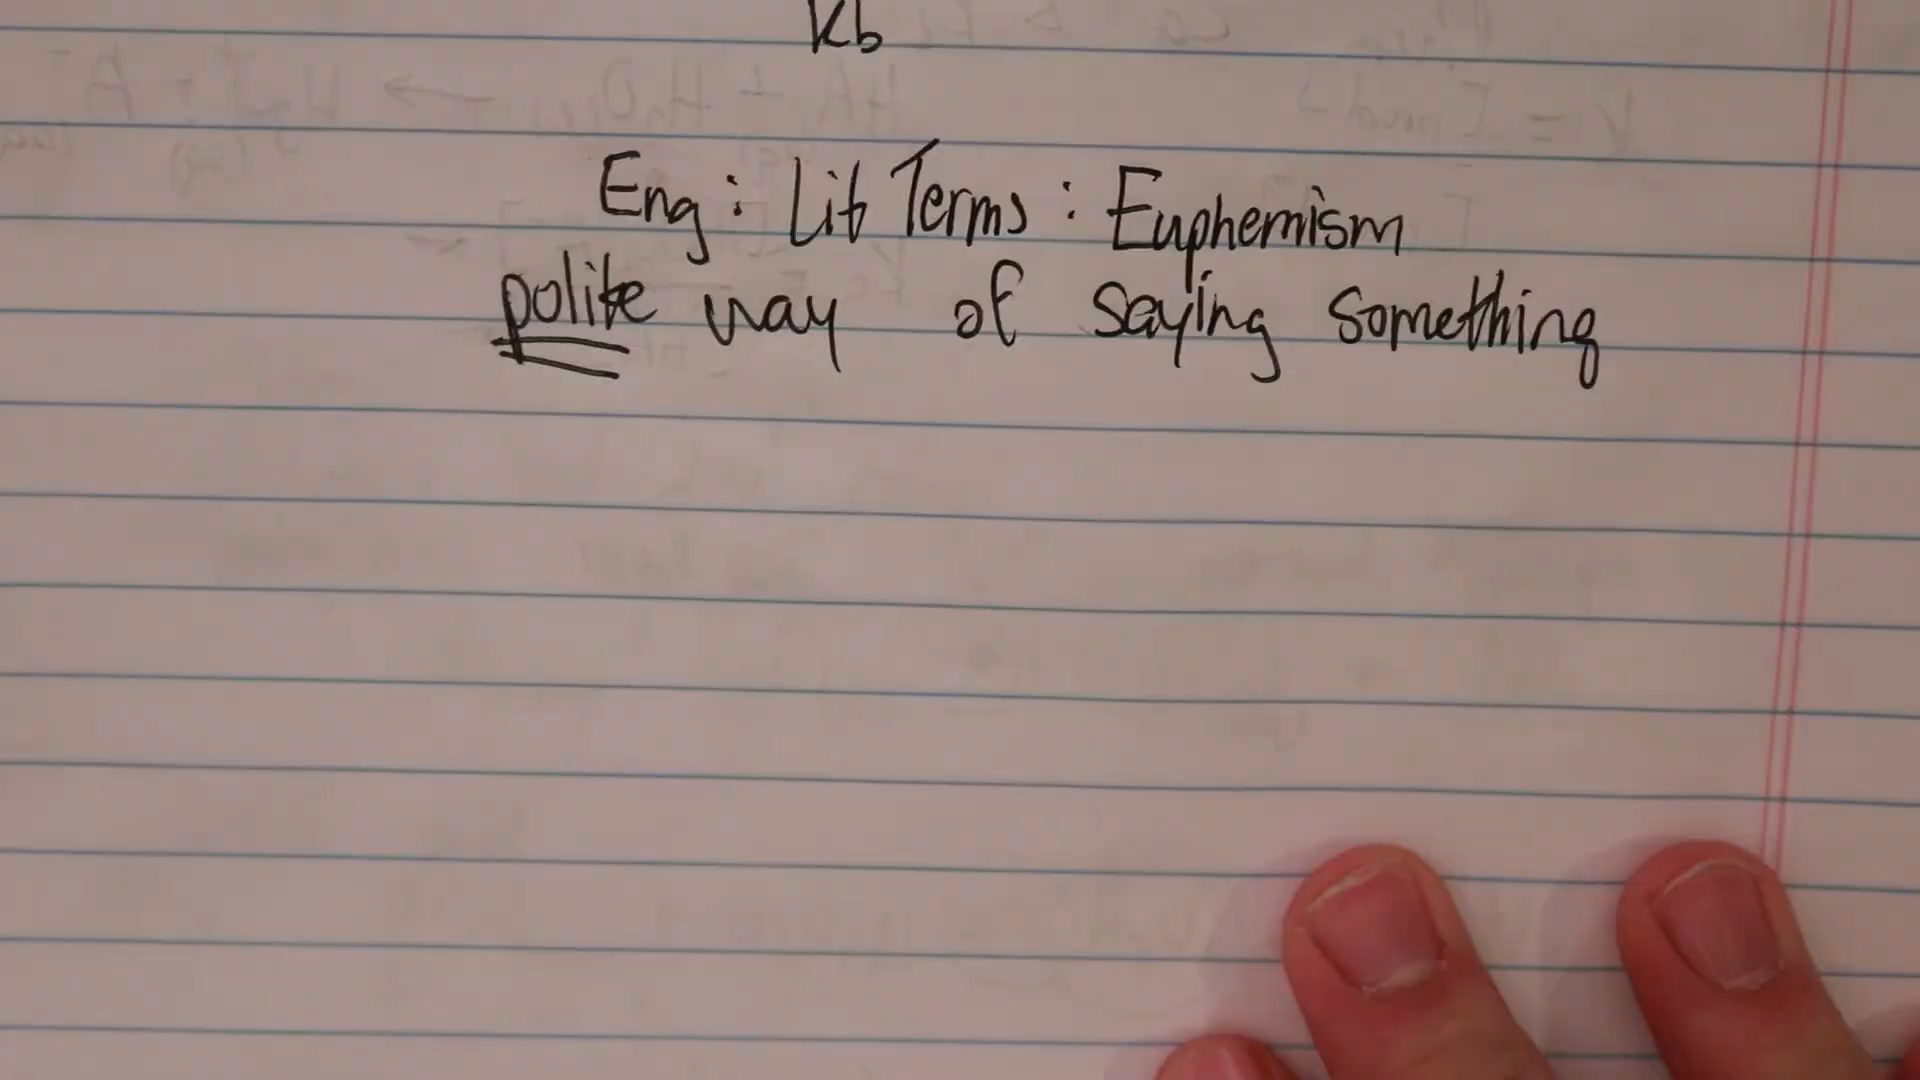 Kb
Eng : Lit Terms : Euphemism
polite way of saying something